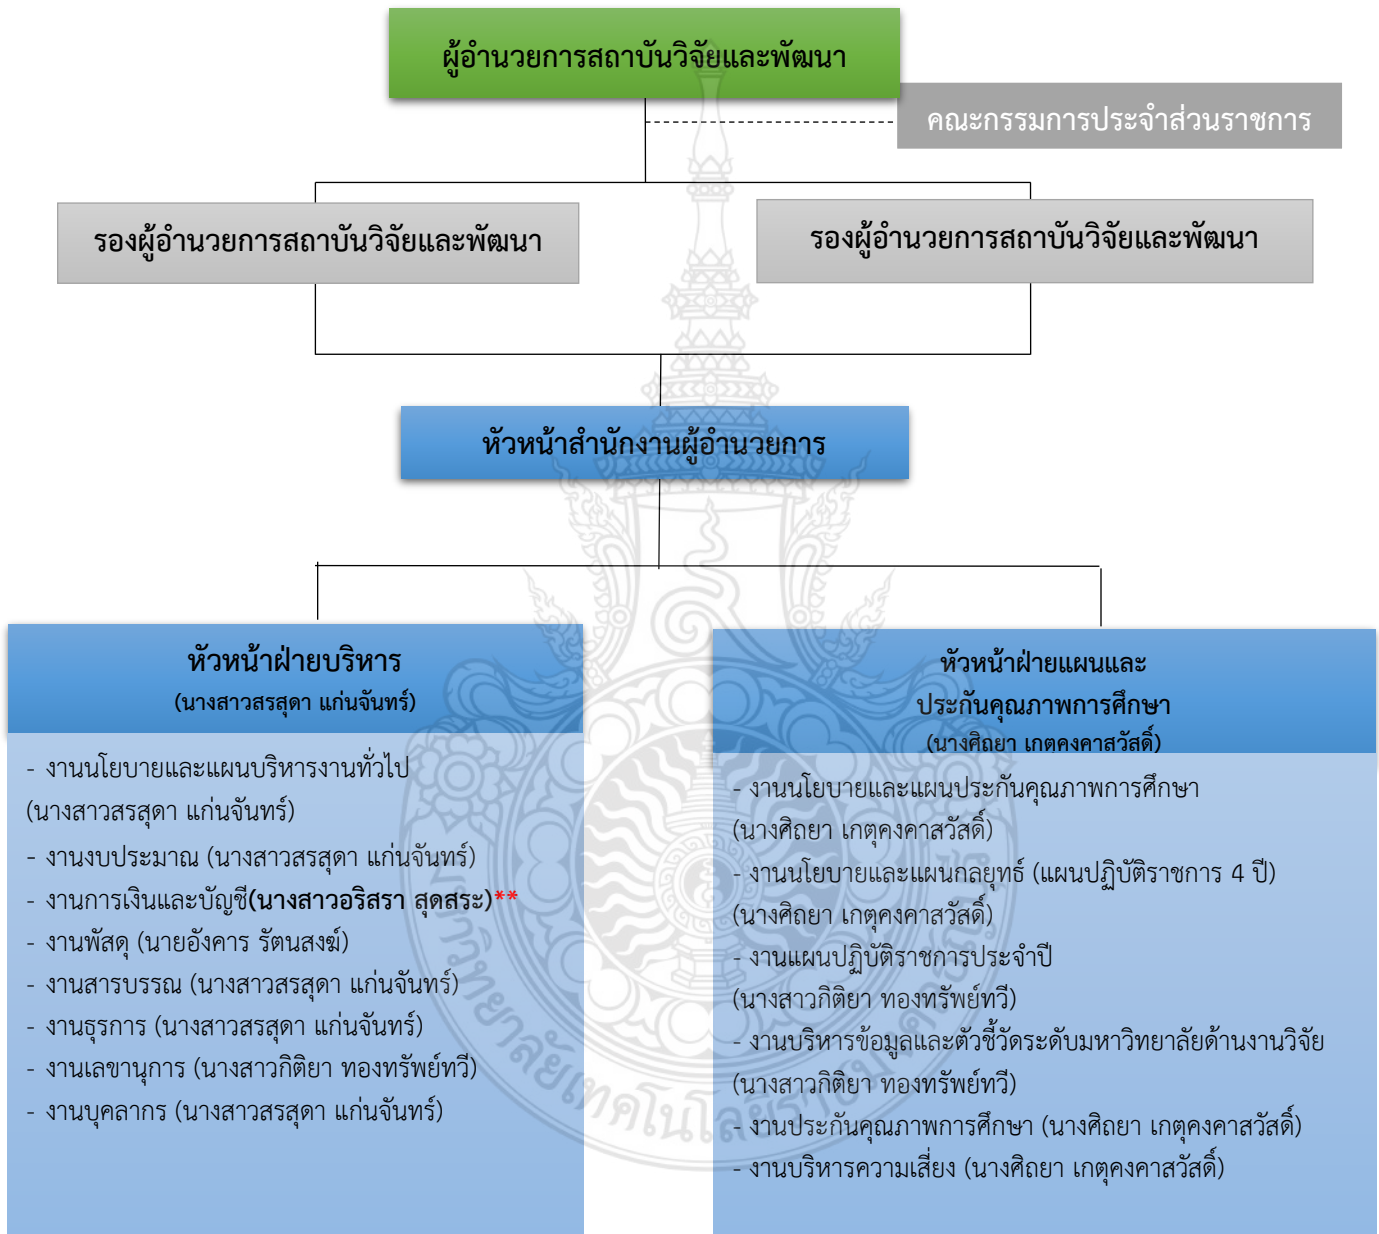 ผู้อำนวยการสถาบันวิจัยและพัฒนา
คณะกรรมการประจำส่วนราชการ
รองผู้อำนวยการสถาบันวิจัยและพัฒนา
รองผู้อำนวยการสถาบันวิจัยและพัฒนา
หัวหน้าสำนักงานผู้อำนวยการ
หัวหน้าฝ่ายบริหาร
(นางสาวสรสุดา แก่นจันทร์)
- งานนโยบายและแผนบริหารงานทั่วไป
(นางสาวสรสุดา แก่นจันทร์)
- งานงบประมาณ (นางสาวสรสุดา แก่นจันทร์)
- งานการเงินและบัญชี(นางสาวอริสรา สุดสระ)**
- งานพัสดุ (นายอังคาร รัตนสงฆ์)
- งานสารบรรณ (นางสาวสรสุดา แก่นจันทร์)
- งานธุรการ (นางสาวสรสุดา แก่นจันทร์)
- งานเลขานุการ (นางสาวกิติยา ทองทรัพย์ทวี)
- งานบุคลากร (นางสาวสรสุดา แก่นจันทร์)
หัวหน้าฝ่ายแผนและ
ประกันคุณภาพการศึกษา
(นางศิถยา เกตุคงคาสวัสดิ์)
- งานนโยบายและแผนประกันคุณภาพการศึกษา
(นางศิถยา เกตุคงคาสวัสดิ์)
- งานนโยบายและแผนกลยุทธ์ (แผนปฏิบัติราชการ 4 ปี)
(นางศิถยา เกตุคงคาสวัสดิ์)
- งานแผนปฏิบัติราชการประจำปี
(นางสาวกิติยา ทองทรัพย์ทวี)
- งานบริหารข้อมูลและตัวชี้วัดระดับมหาวิทยาลัยด้านงานวิจัย
(นางสาวกิติยา ทองทรัพย์ทวี)
- งานประกันคุณภาพการศึกษา (นางศิถยา เกตุคงคาสวัสดิ์)
- งานบริหารความเสี่ยง (นางศิถยา เกตุคงคาสวัสดิ์)